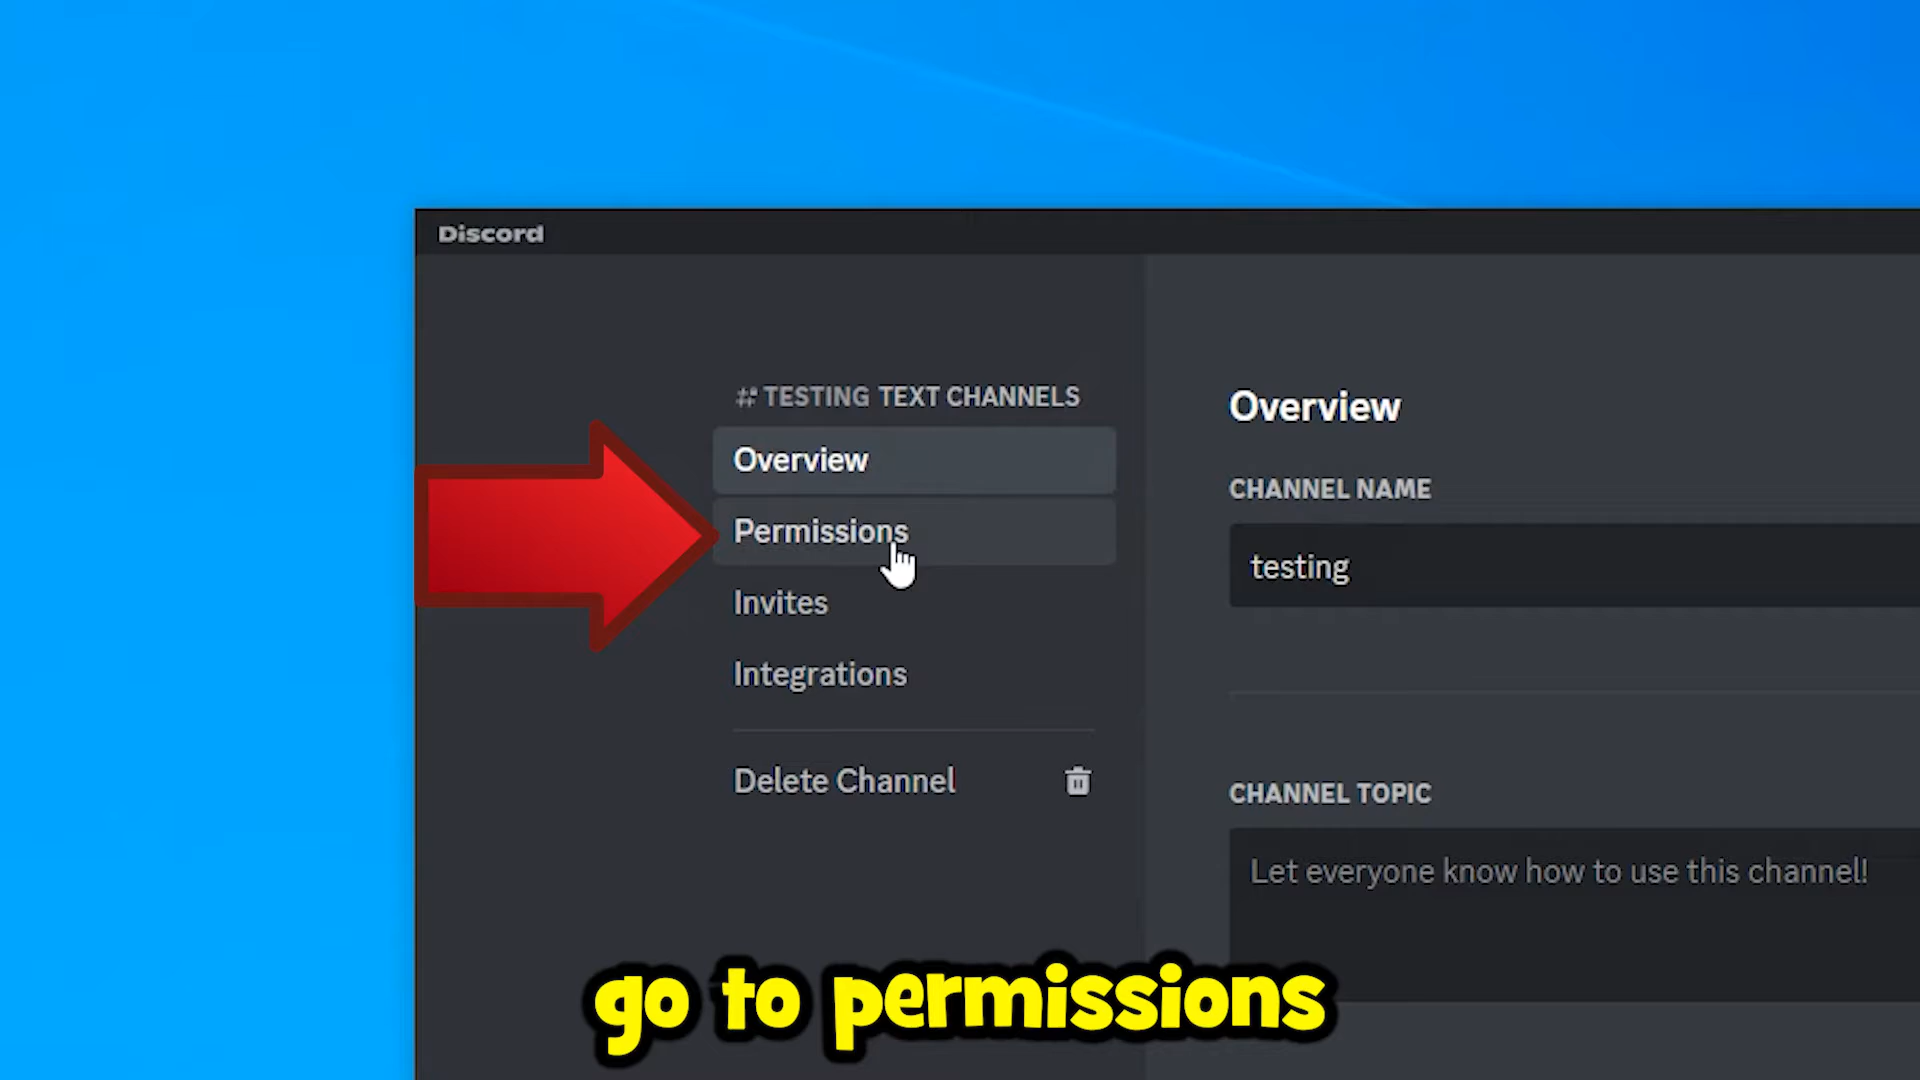 Discord
# TESTING TEXT CHANNELS
Overview
Permissions
Invites
Integrations
Delete Channel
Overview
CHANNEL NAME
testing
CHANNEL TOPIC
Let everyone know how to use this channel!
go to permissions